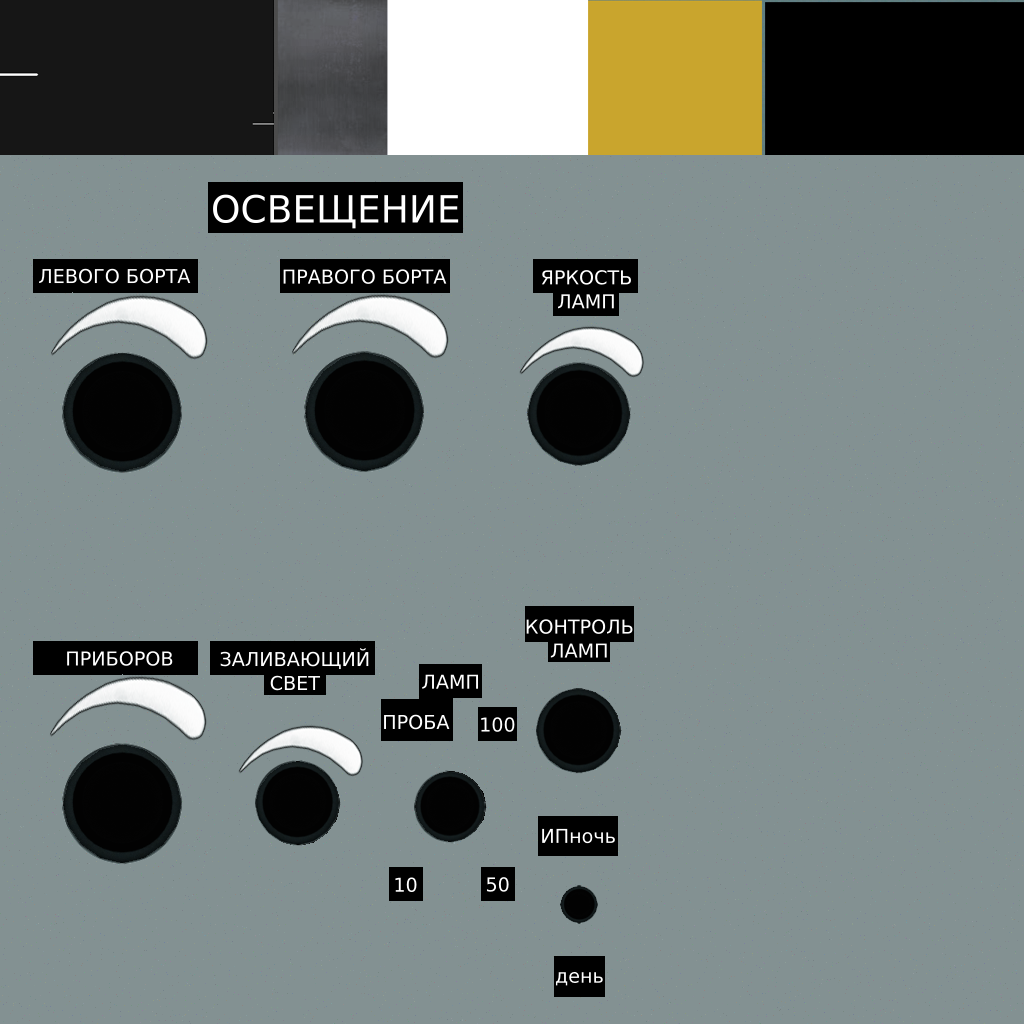 ОСВЕЩЕНИЕ
ЛЕВОГО БОРТА
ПРАВОГО БОРТА
ЯРКОСТЬ
ЛАМП
ПРИБОРОВ
ЗАЛИВАЮЩИЙ
СВЕТ
ЛАМП
ПРОБА
100
10
50
КОНТРОЛЬ
ЛАМП
ИПночь
день